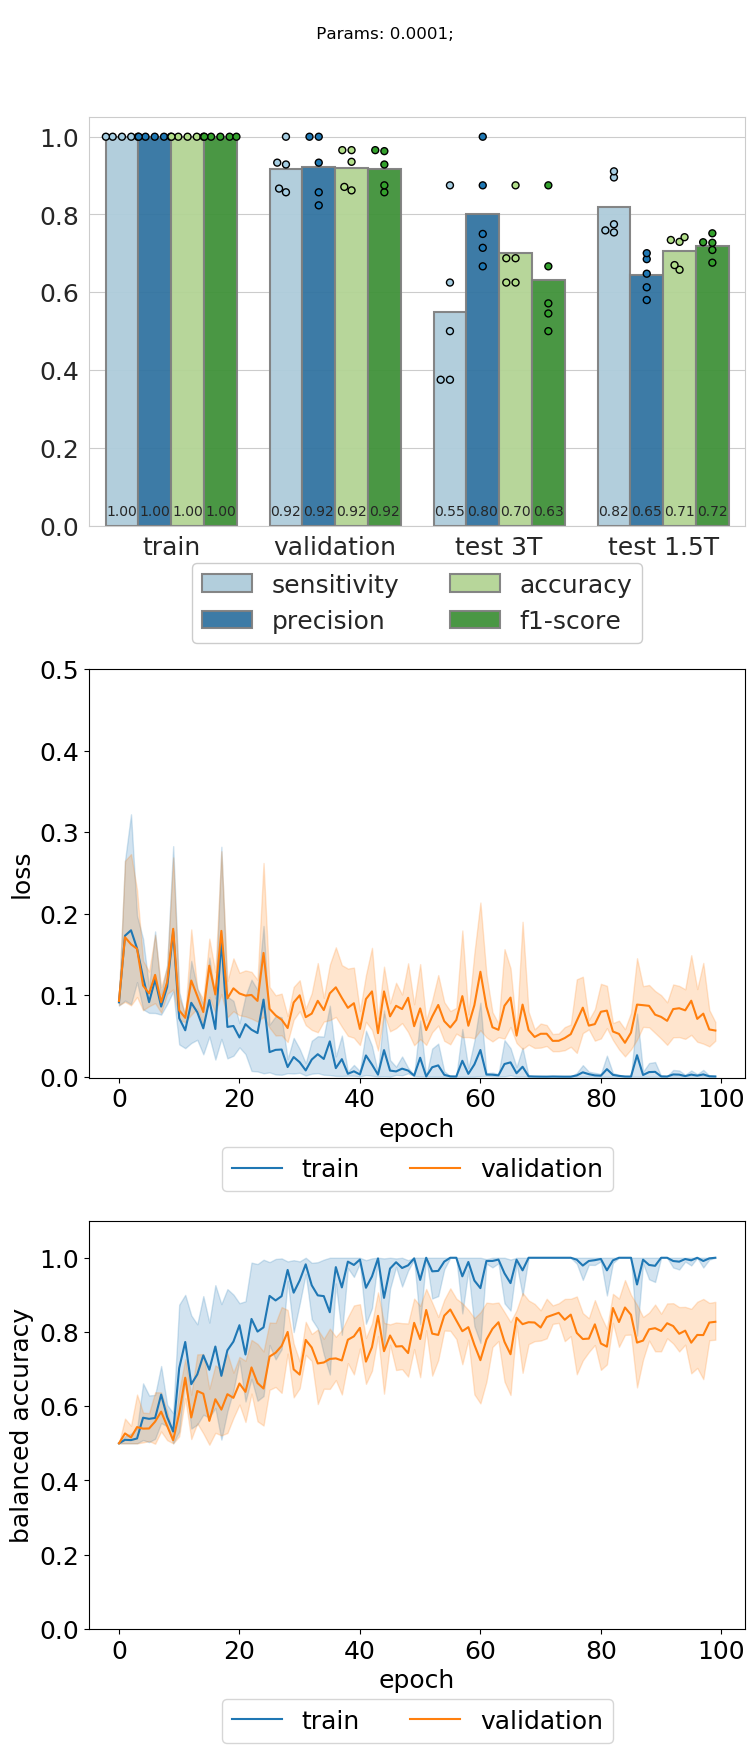 Params: 0.0001;
1.0
0.8
0.6
0.4
0.2
0.0
1.00 1.00 1.00 1.00 0.92 0.92 0.92 0.92 0.55 0.80 0.70 0.63 0.82 0.65 0.71 0.72
train validation test 3T test 1.5T
sensitivity accuracy
precision f1-score
0.5
0.4
0.3
0.2
0.1
0.0
loss
0 20 40 60 80 100
epoch
train validation
1.0
0.8
0.6
0.4
0.2
0.0
balanced accuracy
0 20 40 60 80 100
epoch
train validation